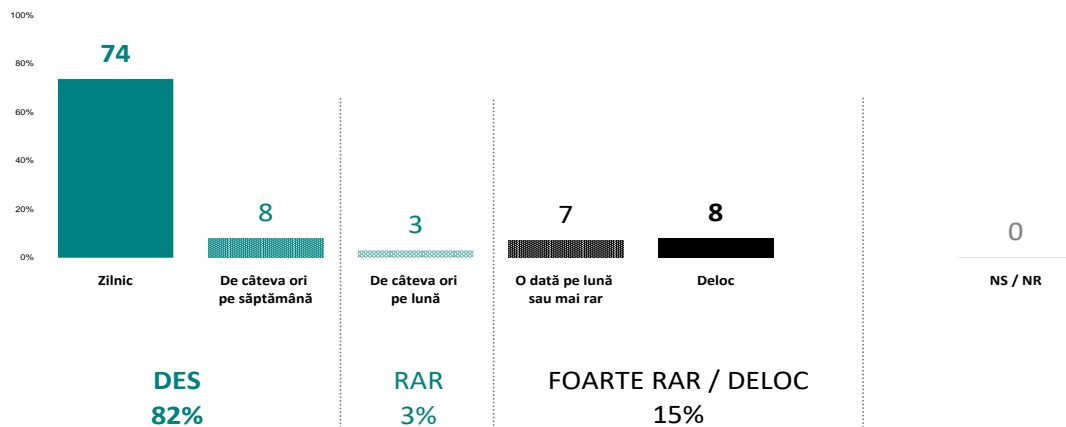 100%
80%
60%
40%
20%
0%
74
8
3
7
8
0
Zilnic
De câteva ori
pe săptămână
De câteva ori
pe lună
O dată pe lună
sau mai rar
Deloc
NS / NR
DES
82%
RAR
3%
FOARTE RAR / DELOC
15%